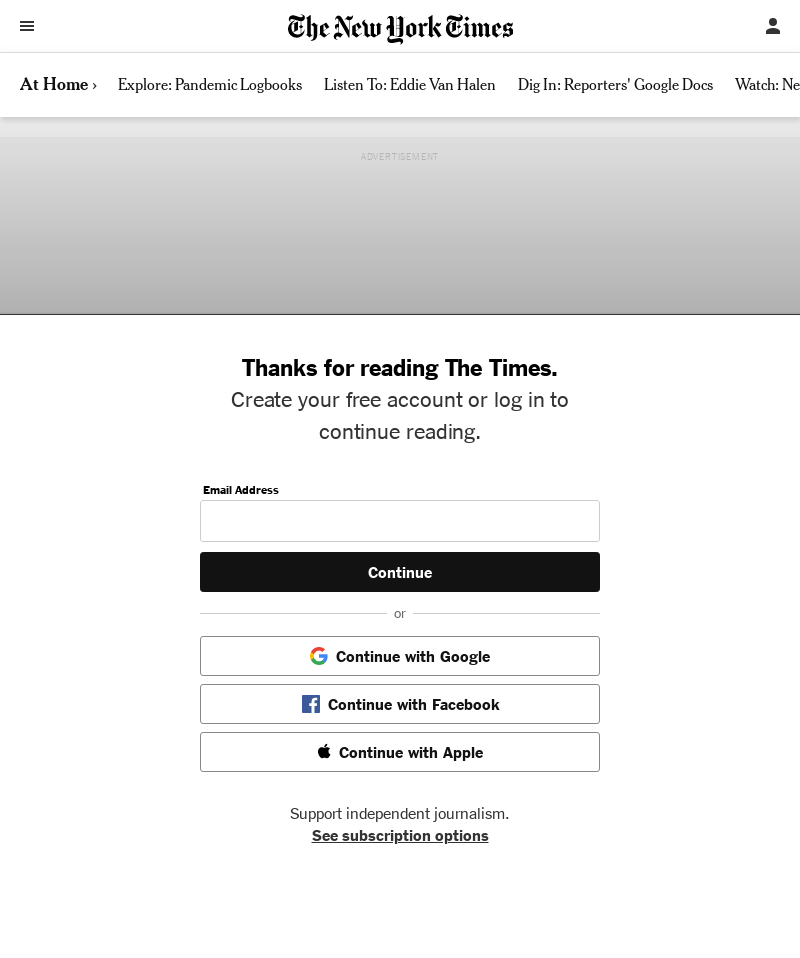 The New York Times
At Home › Explore: Pandemic Logbooks Listen To: Eddie Van Halen Dig In: Reporters' Google Docs Watch: Ne
ADVERTISEMENT
Thanks for reading The Times.
Create your free account or log in to
continue reading.
Email Address
Continue
or
Continue with Google
Continue with Facebook
Continue with Apple
Support independent journalism.
See subscription options